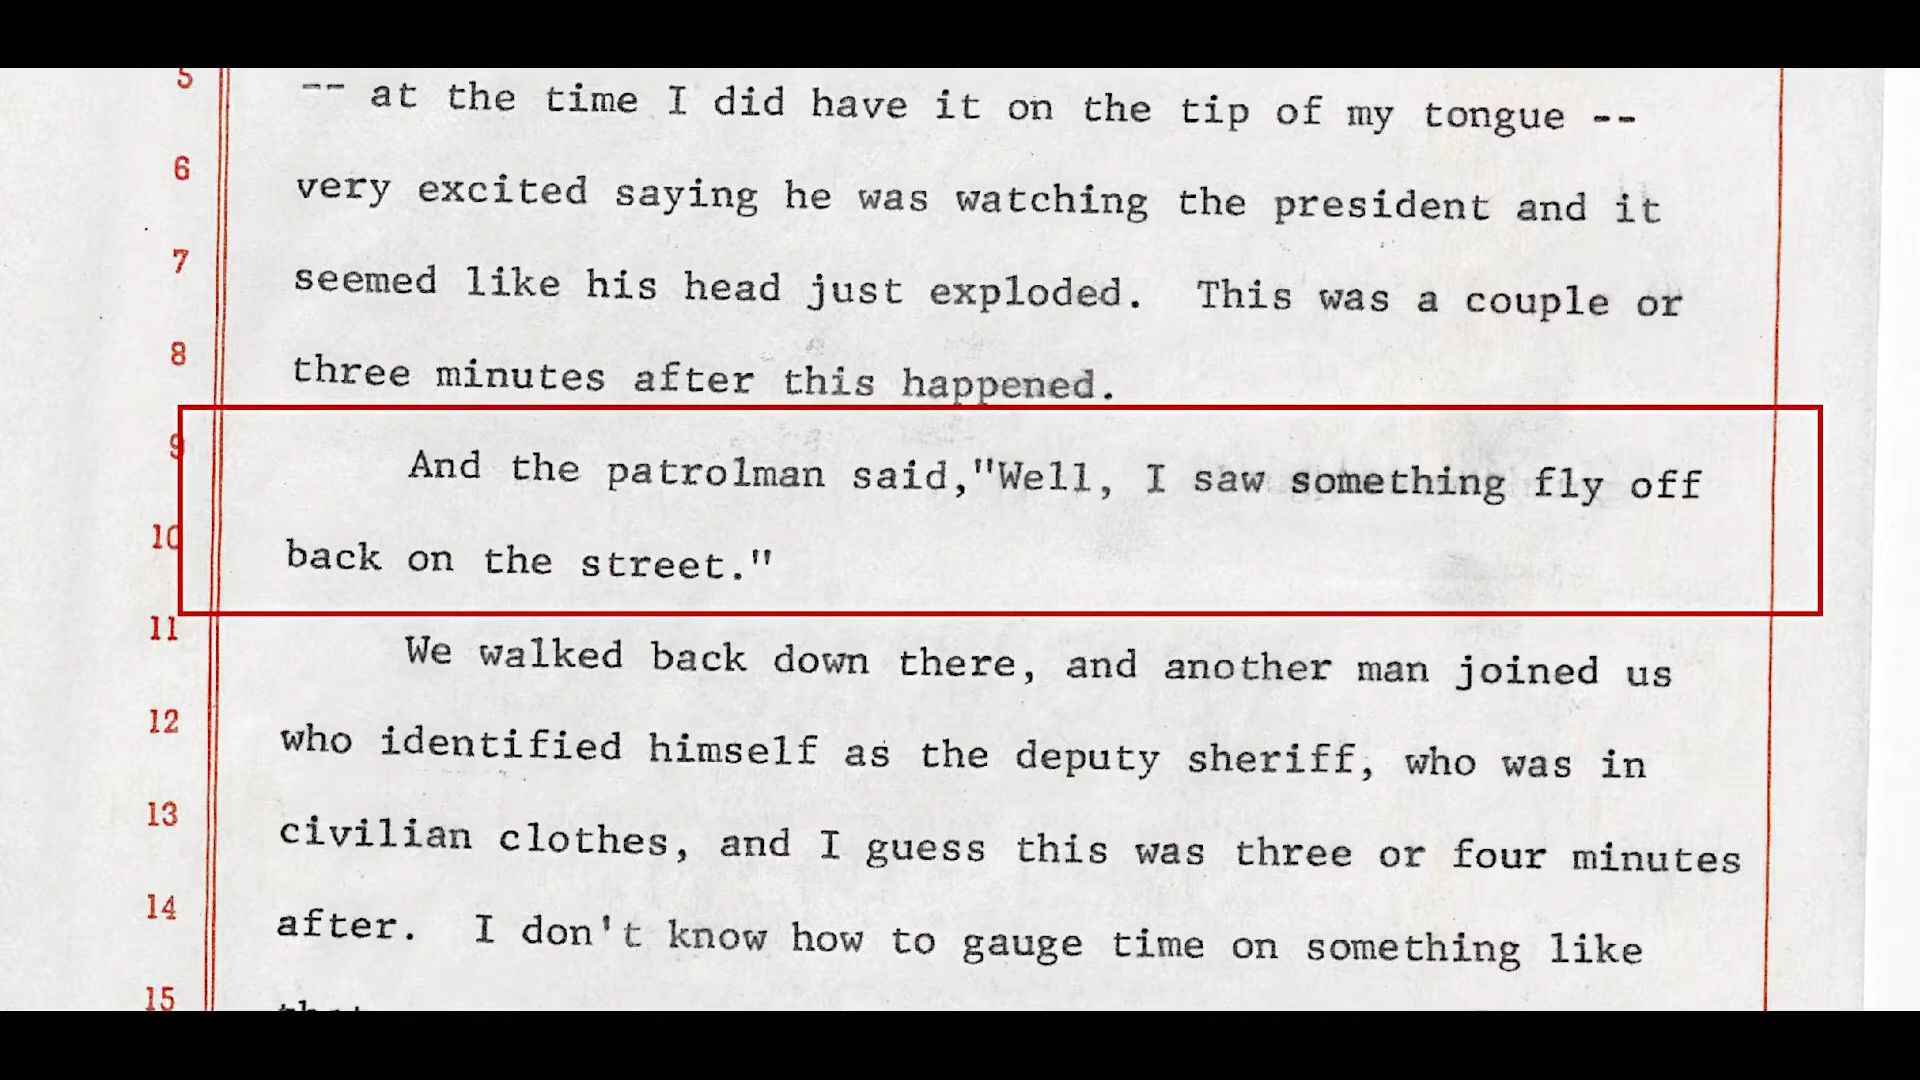 5 -- at the time I did have it on the tip of my tongue --
6 very excited saying he was watching the president and it
7 seemed like his head just exploded. This was a couple or
8 three minutes after this happened.
9 And the patrolman said,"Well, I saw something fly off
10 back on the street."
11 We walked back down there, and another man joined us
12 who identified himself as the deputy sheriff, who was in
13 civilian clothes, and I guess this was three or four minutes
14 after. I don't know how to gauge time on something like
15